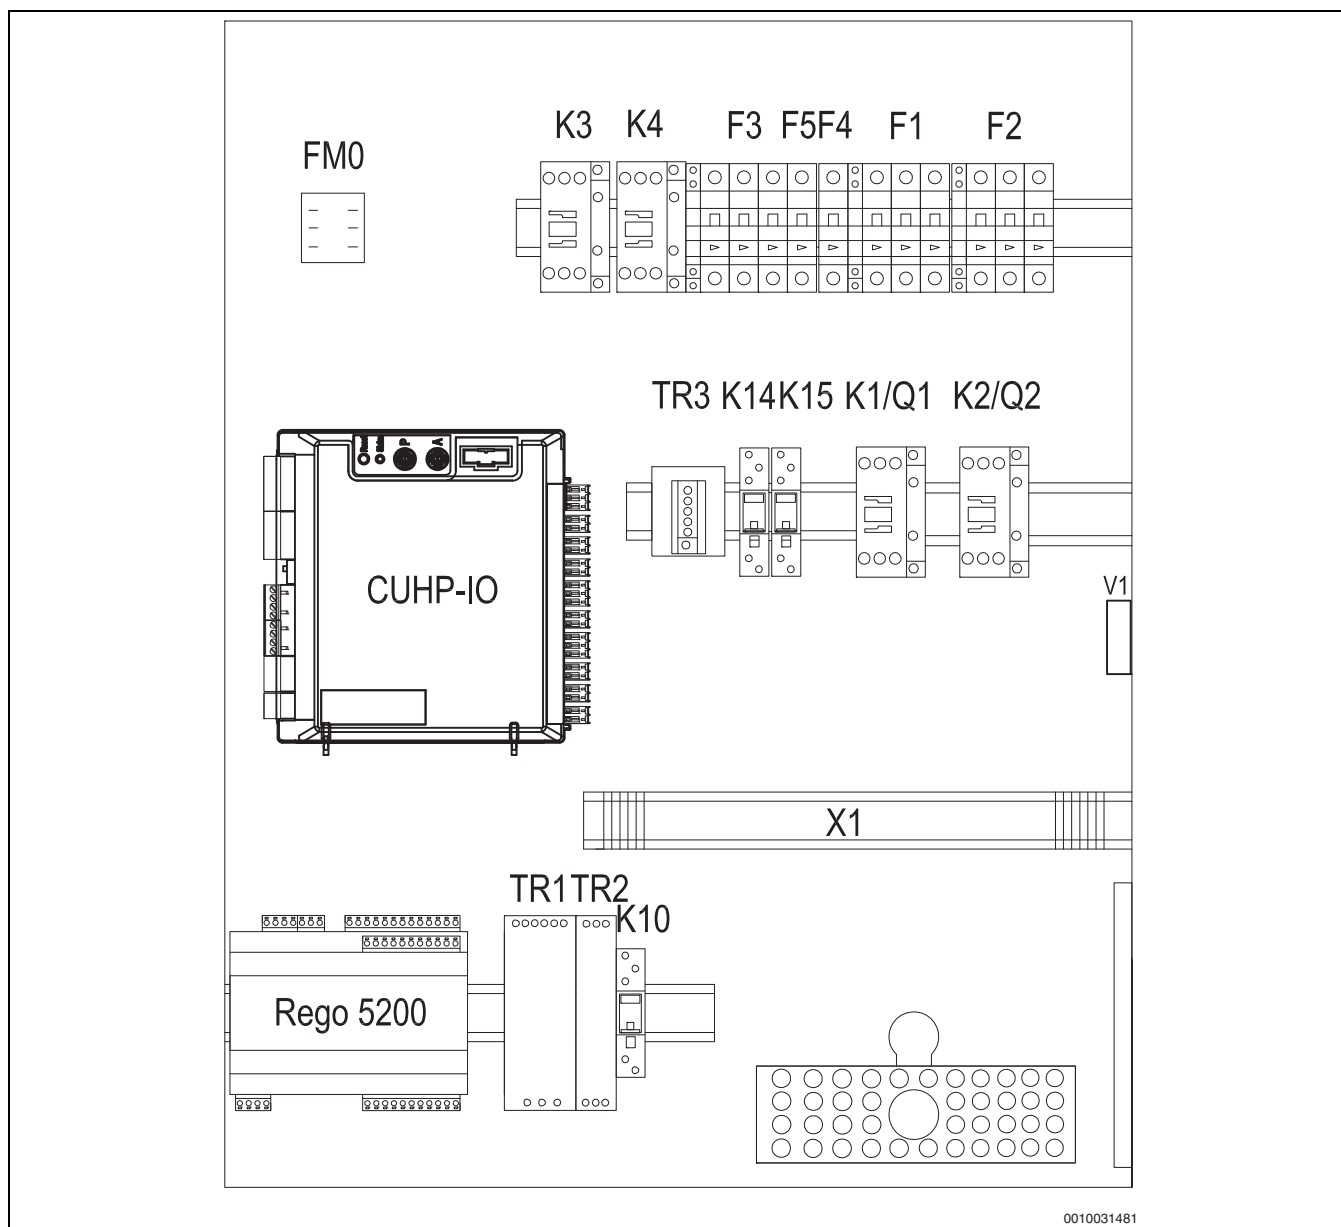 K3 K4 F3 F5F4 F1 F2
FM0
TR3 K14K15 K1/Q1 K2/Q2
P A
CUHP-IO
V1
X1
TR1TR2
K10
Rego 5200
0010031481